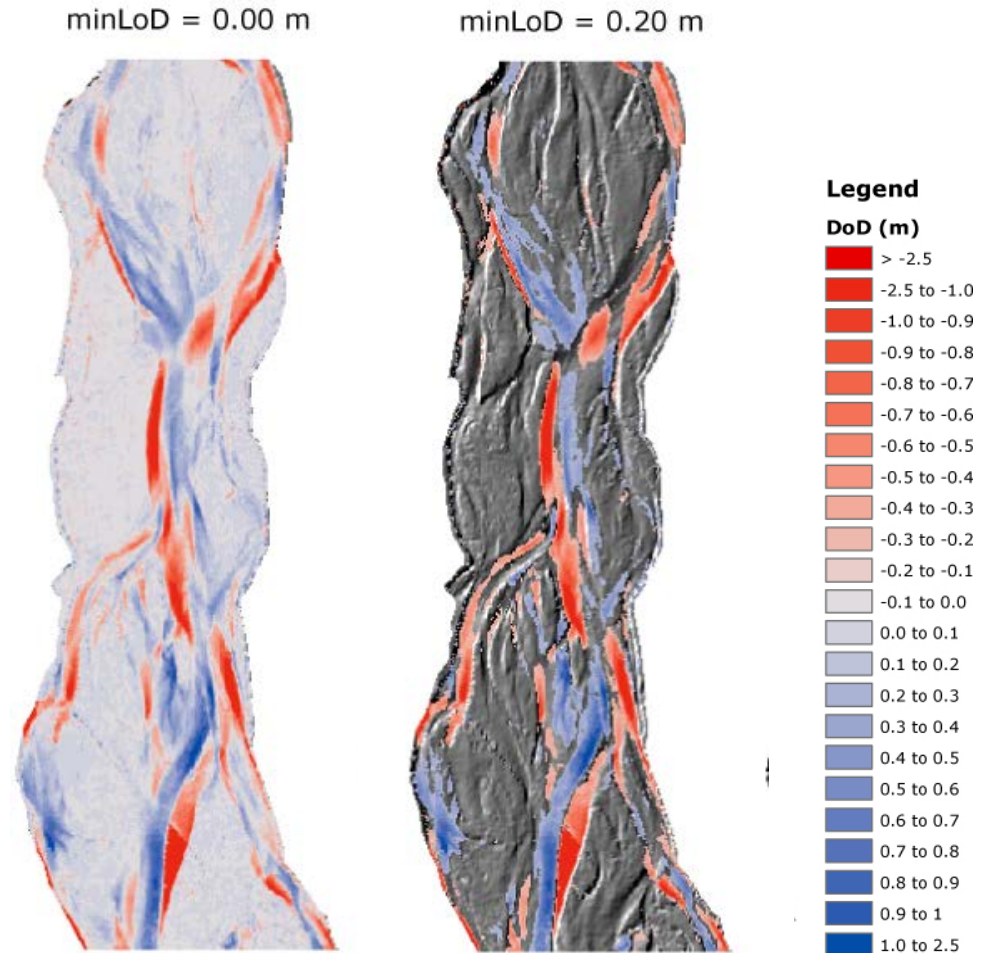 minLoD = 0.00 m
minLoD = 0.20 m
Legend
DoD (m)
> -2.5
-2.5 to -1.0
-1.0 to -0.9
-0.9 to -0.8
-0.8 to -0.7
-0.7 to -0.6
-0.6 to -0.5
-0.5 to -0.4
-0.4 to -0.3
-0.3 to -0.2
-0.2 to -0.1
-0.1 to 0.0
0.0 to 0.1
0.1 to 0.2
0.2 to 0.3
0.3 to 0.4
0.4 to 0.5
0.5 to 0.6
0.6 to 0.7
0.7 to 0.8
0.8 to 0.9
0.9 to 1
1.0 to 2.5